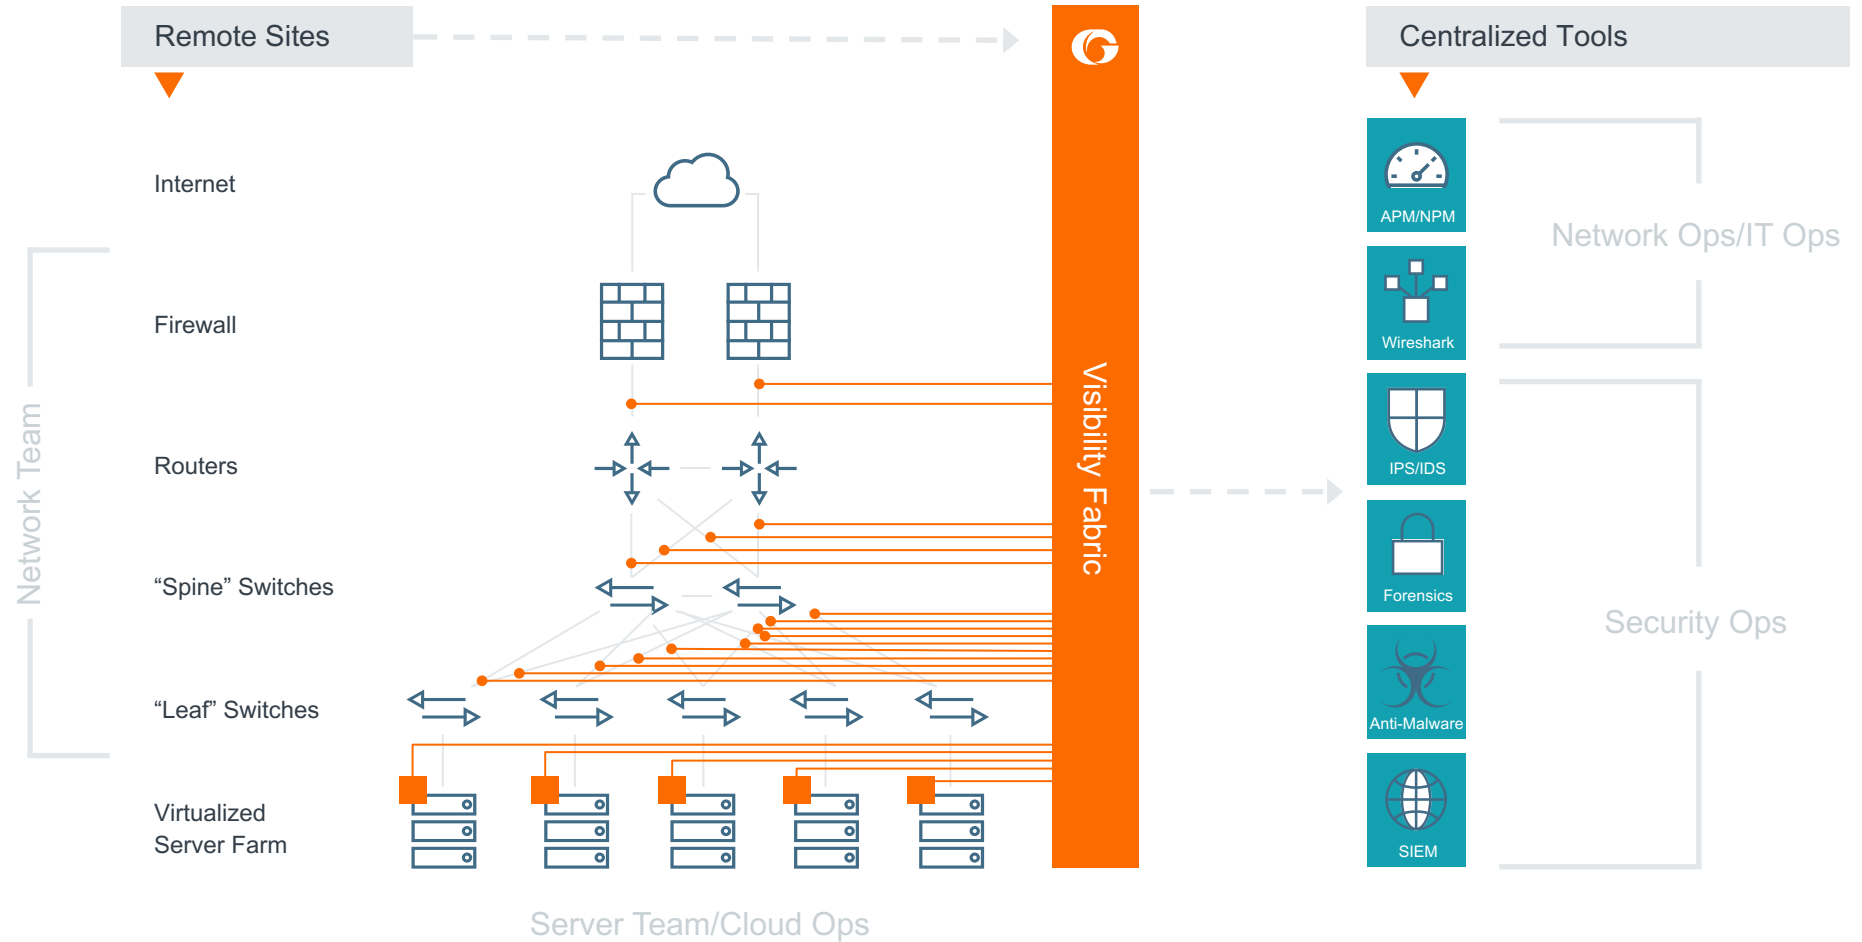 Remote Sites
Centralized Tools
Internet
Firewall
Routers
“Spine” Switches
“Leaf” Switches
Virtualized
Server Farm
Network Team
Server Team/Cloud Ops
Visibility Fabric
APM/NPM
Wireshark
IPS/IDS
Forensics
Anti-Malware
SIEM
Network Ops/IT Ops
Security Ops